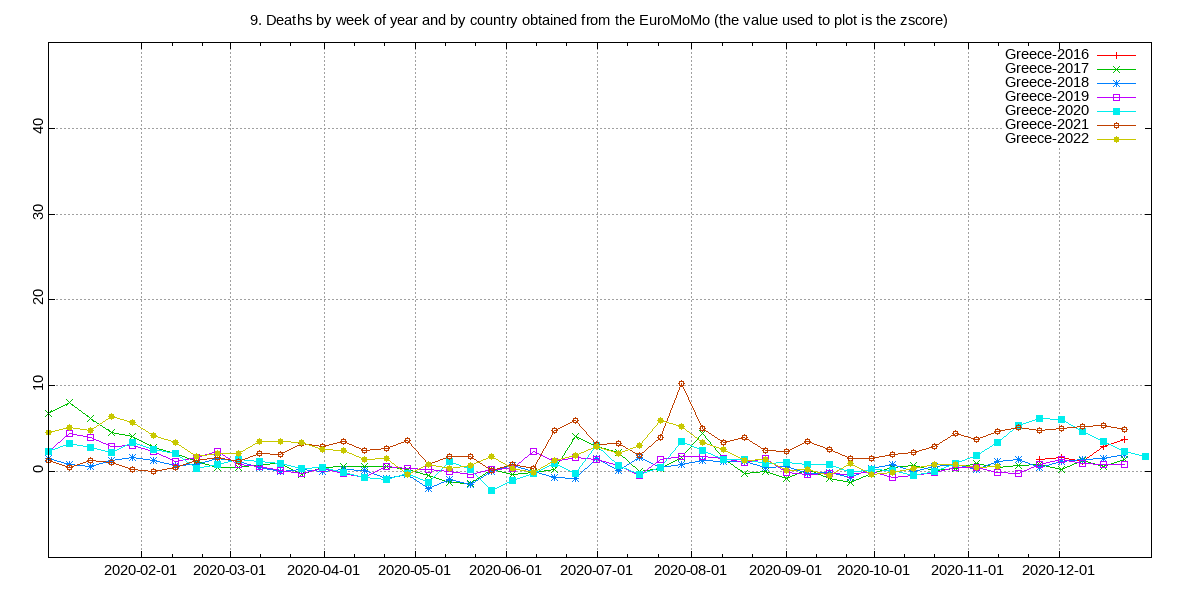 9. Deaths by week of year and by country obtained from the EuroMoMo (the value used to plot is the zscore)
Greece-2016
Greece-2017
Greece-2018
Greece-2019
Greece-2020
Greece-2021
Greece-2022
40
30
20
10
0
2020-02-01 2020-03-01 2020-04-01 2020-05-01 2020-06-01 2020-07-01 2020-08-01 2020-09-01 2020-10-01 2020-11-01 2020-12-01